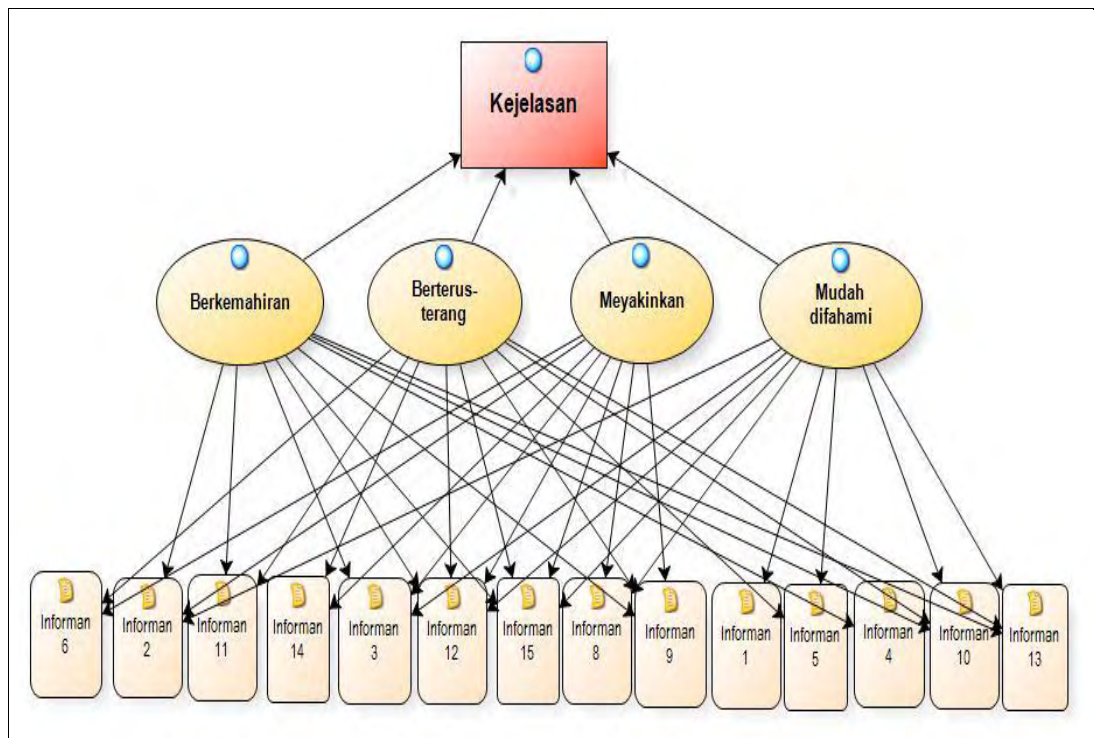 Kejelasan
Berkemahiran
Berterus-
terang
Meyakinkan
Mudah
difahami
Informan
6
Informan
2
Informan
11
Informan
14
Informan
3
Informan
12
Informan
15
Informan
8
Informan
9
Informan
1
Informan
5
Informan
4
Informan
10
Informan
13